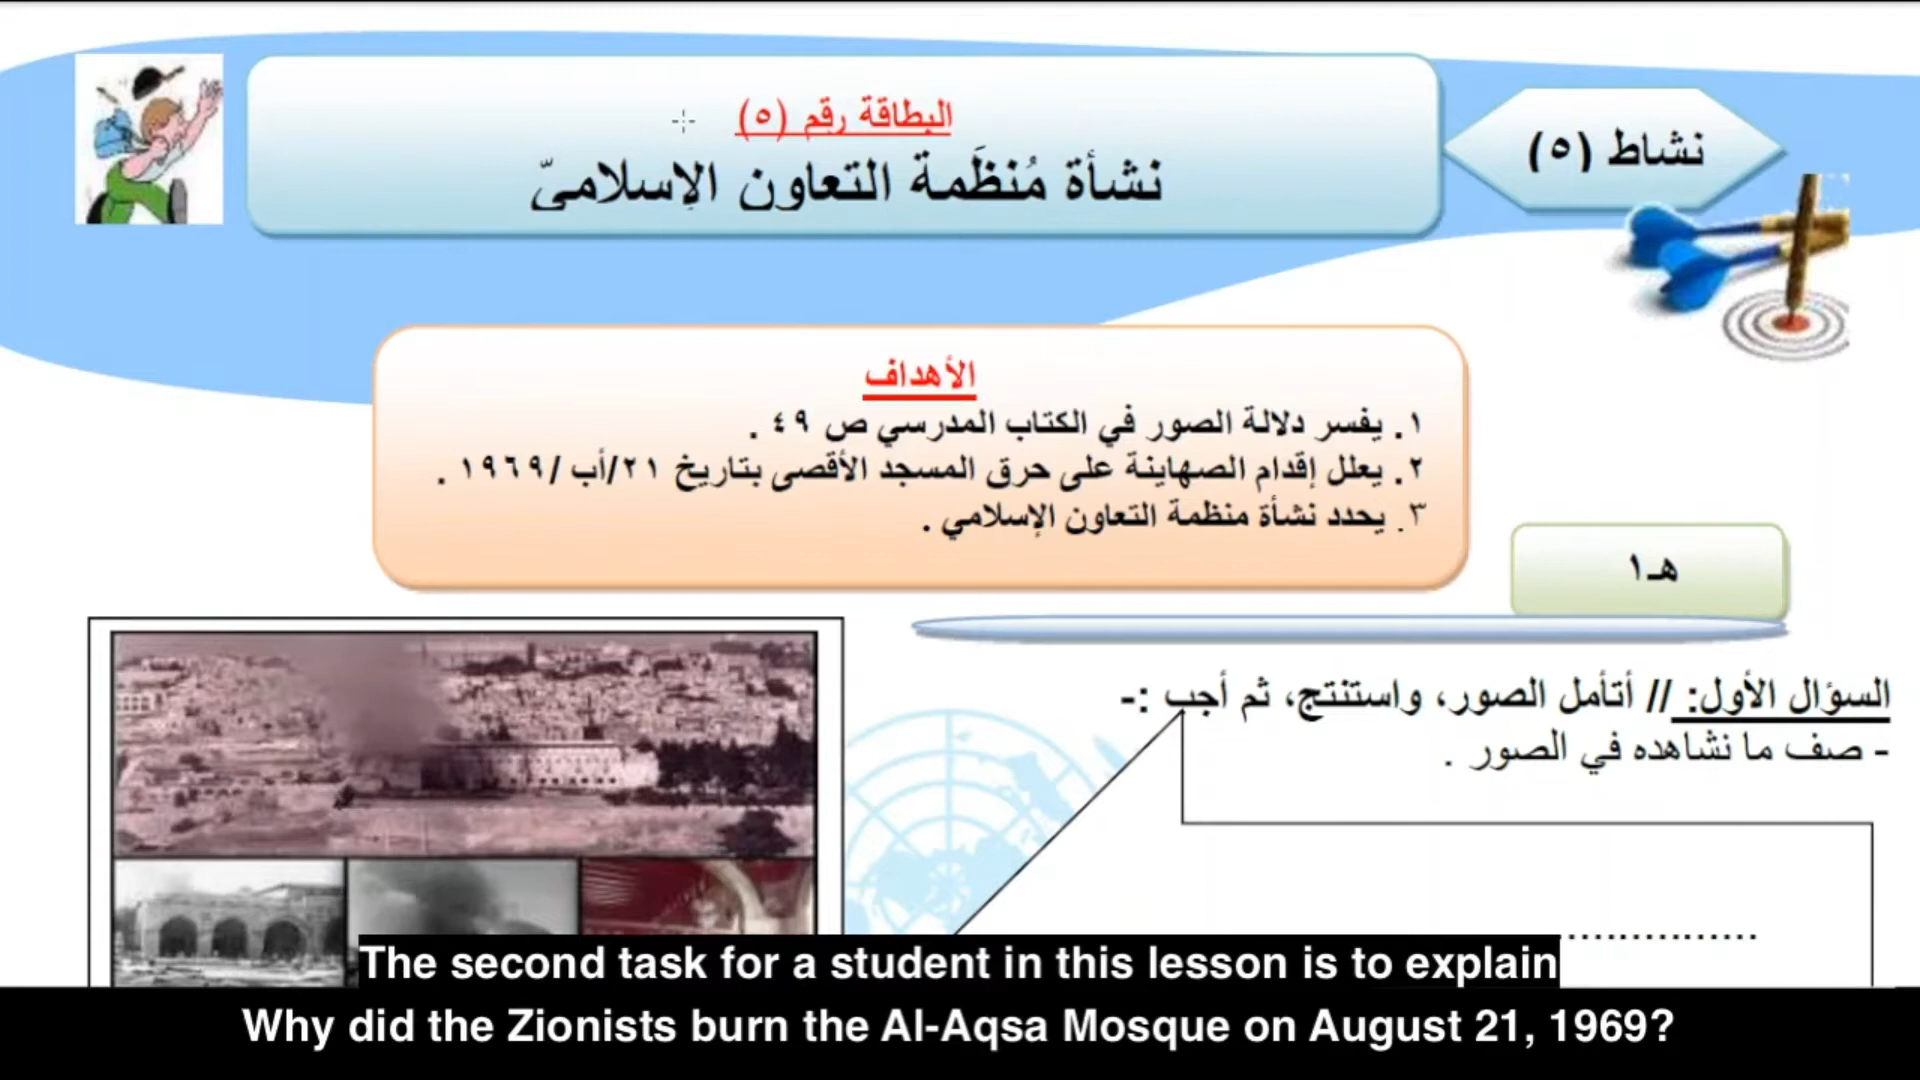 البطاقة رقم (٥)
نشأة مُنظَمة التعاون الإسلاميّ
نشاط (٥)
الأهداف
١. يفسر دلالة الصور في الكتاب المدرسي ص ٤٩ .
٢. يعلل إقدام الصهاينة على حرق المسجد الأقصى بتاريخ ٢١/أب /١٩٦٩ .
٣. يحدد نشأة منظمة التعاون الإسلامي .
هـ١
السؤال الأول: // أتأمل الصور، واستنتج، ثم أجب :-
- صف ما نشاهده في الصور .
The second task for a student in this lesson is to explain
Why did the Zionists burn the Al-Aqsa Mosque on August 21, 1969?